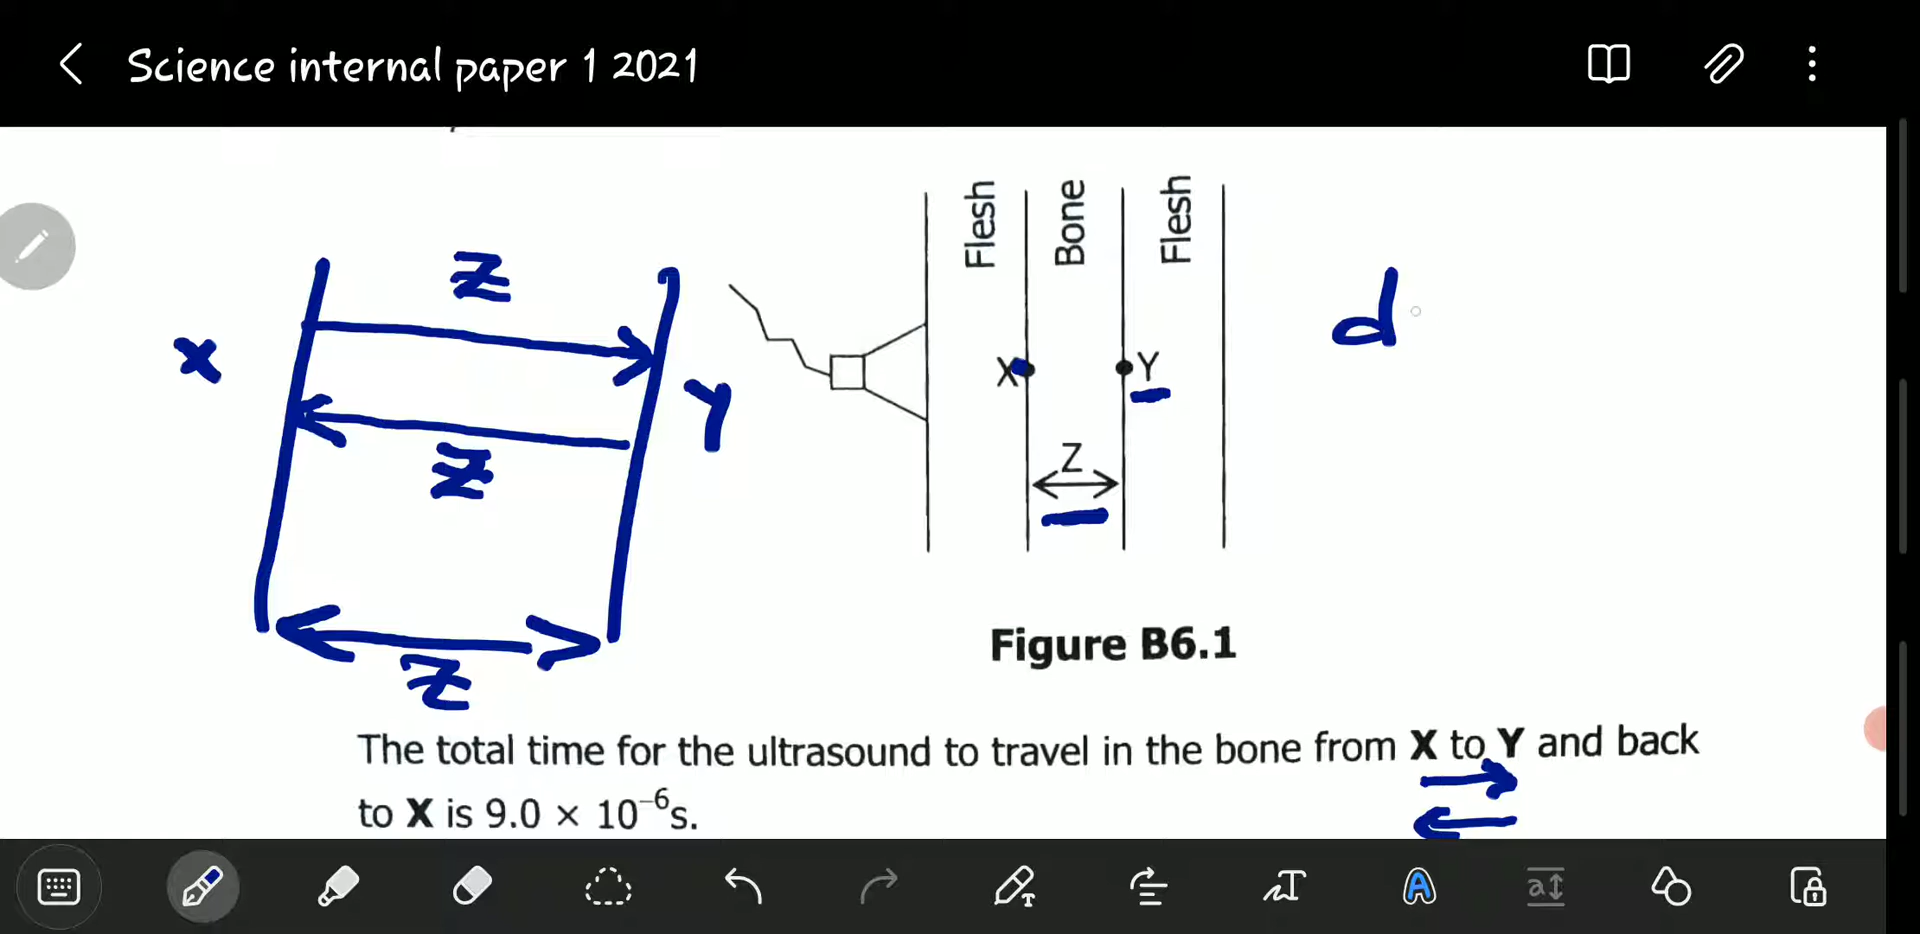 Science internal paper 1 2021
Flesh
Bone
Flesh
Z
X
Y
Z
Z
d
X
Y
Z
Figure B6.1
The total time for the ultrasound to travel in the bone from X to Y and back
to X is 9.0 × 10⁻⁶s.
T
T
A
a